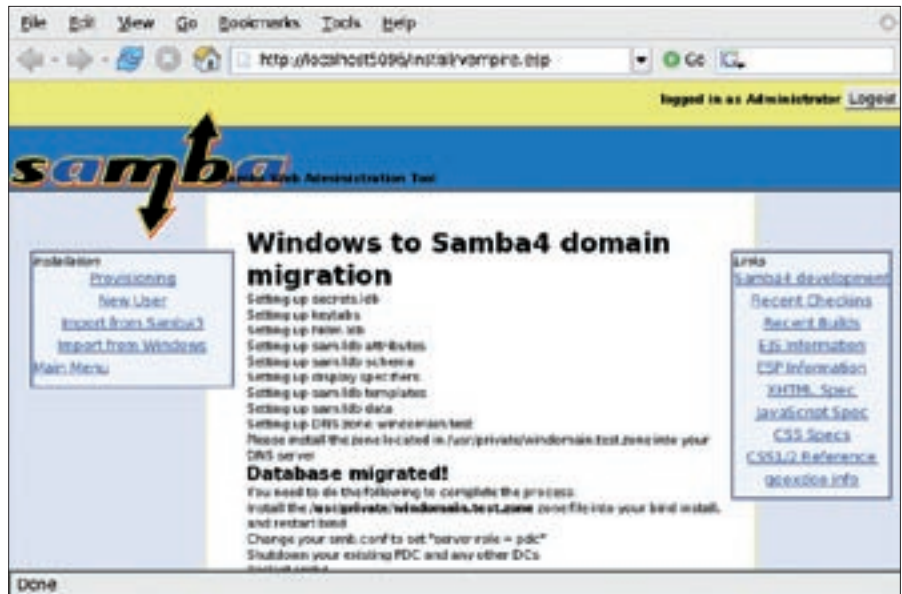 File Edit View Go Bookmarks Tools Help
http://localhost:5096/install/vampire.esp Go
logged in as Administrator Logout
samba
Samba Web Administration Tool
Installation
Provisioning
New User
Import from Samba3
Import from Windows
Main Menu
Windows to Samba4 domain
migration
Setting up secrets.ldb
Setting up keytabs
Setting up hklm.ldb
Setting up sam.ldb attributes
Setting up sam.ldb schema
Setting up display specifiers
Setting up sam.ldb templates
Setting up sam.ldb data
Setting up DNS zone: windomain.test
Please install the zone located in /usr/private/windomain.test.zone into your
DNS server
Database migrated!
You need to do the following to complete the process:
Install the /usr/private/windomain.test.zone zone file into your bind install,
and restart bind
Change your smb.conf to set "server role = pdc"
Shutdown your existing PDC and any other DCs
Links
Samba4 development
Recent Checkins
Recent Builds
EJS Information
ESP Information
XHTML Spec
JavaScript Spec
CSS Specs
CSS1/2 Reference
qooxdoo info
Done